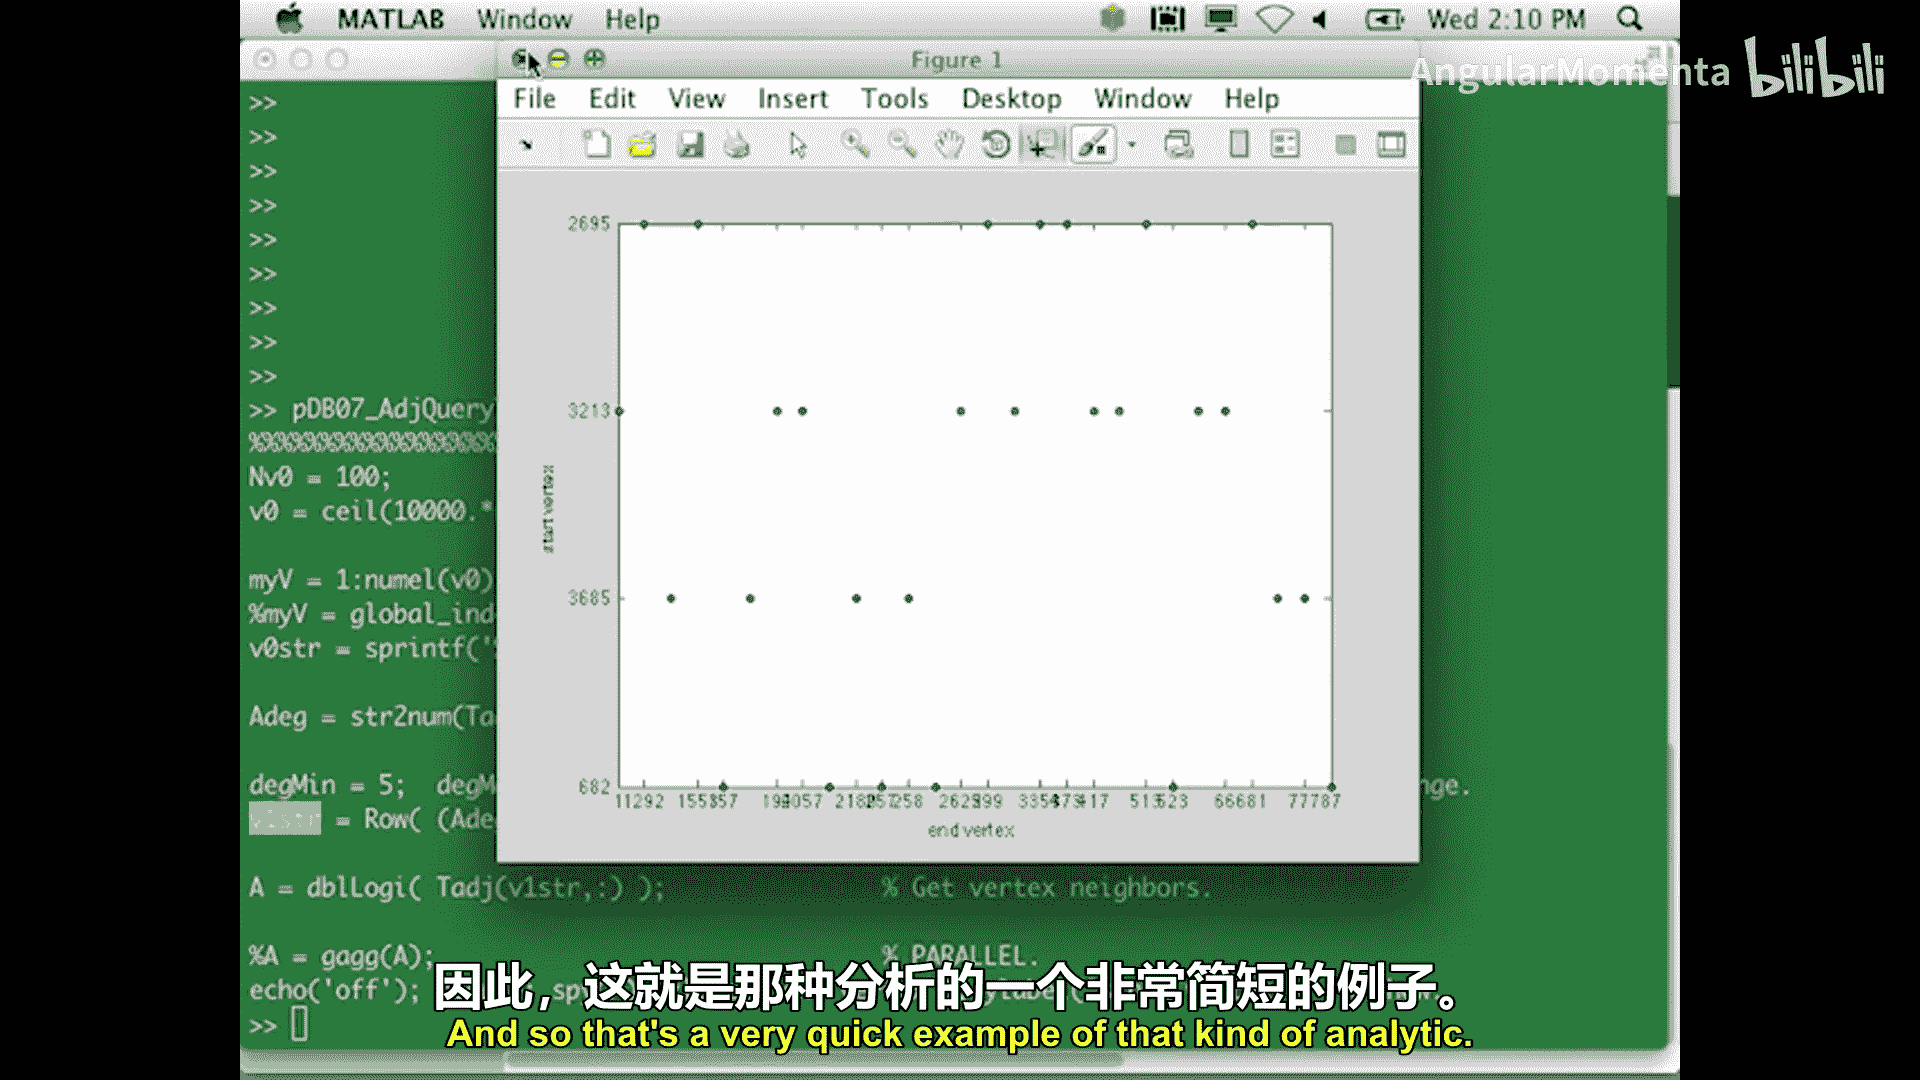 MATLAB Window Help Wed 2:10 PM
Figure 1
AngularMomenta bilibili
File Edit View Insert Tools Desktop Window Help
>>
>>
>>
>>
>>
>>
>>
>>
>>
>> pDB07_AdjQuery
%%%%%%%%%%%%%%%%%
Nv0 = 100;
v0 = ceil(10000.*
myV = 1:numel(v0)
%myV = global_ind
v0str = sprintf('
Adeg = str2num(Ta
degMin = 5; degM nge.
= Row( (Ade
A = dblLogi( Tadj(v1str,:) ); % Get vertex neighbors.
%A = gagg(A); % PARALLEL.
echo('off');
>>
2695
3213
3685
682
start vertex
11292
66681 77787
end vertex
因此，这就是那种分析的一个非常简短的例子。
And so that's a very quick example of that kind of analytic.